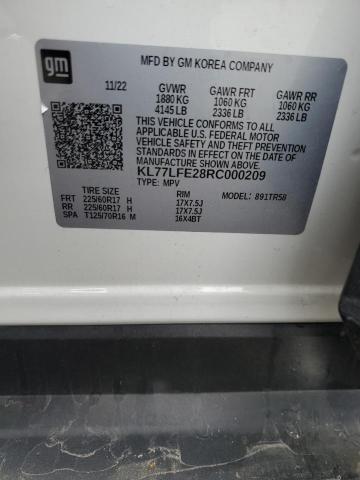 gm
MFD BY GM KOREA COMPANY
11/22 GVWR GAWR FRT GAWR RR
1880 KG 1060 KG 1060 KG
4145 LB 2336 LB 2336 LB
THIS VEHICLE CONFORMS TO ALL
APPLICABLE U.S. FEDERAL MOTOR
VEHICLE SAFETY AND THEFT
PREVENTION STANDARDS IN EFFECT ON
THE DATE OF MANUFACTURE SHOWN ABOVE.
KL77LFE28RC000209
TYPE: MPV MODEL: 891TR58
TIRE SIZE RIM
FRT 225/60R17 H 17X7.5J
RR 225/60R17 H 17X7.5J
SPA T125/70R16 M 16X4BT